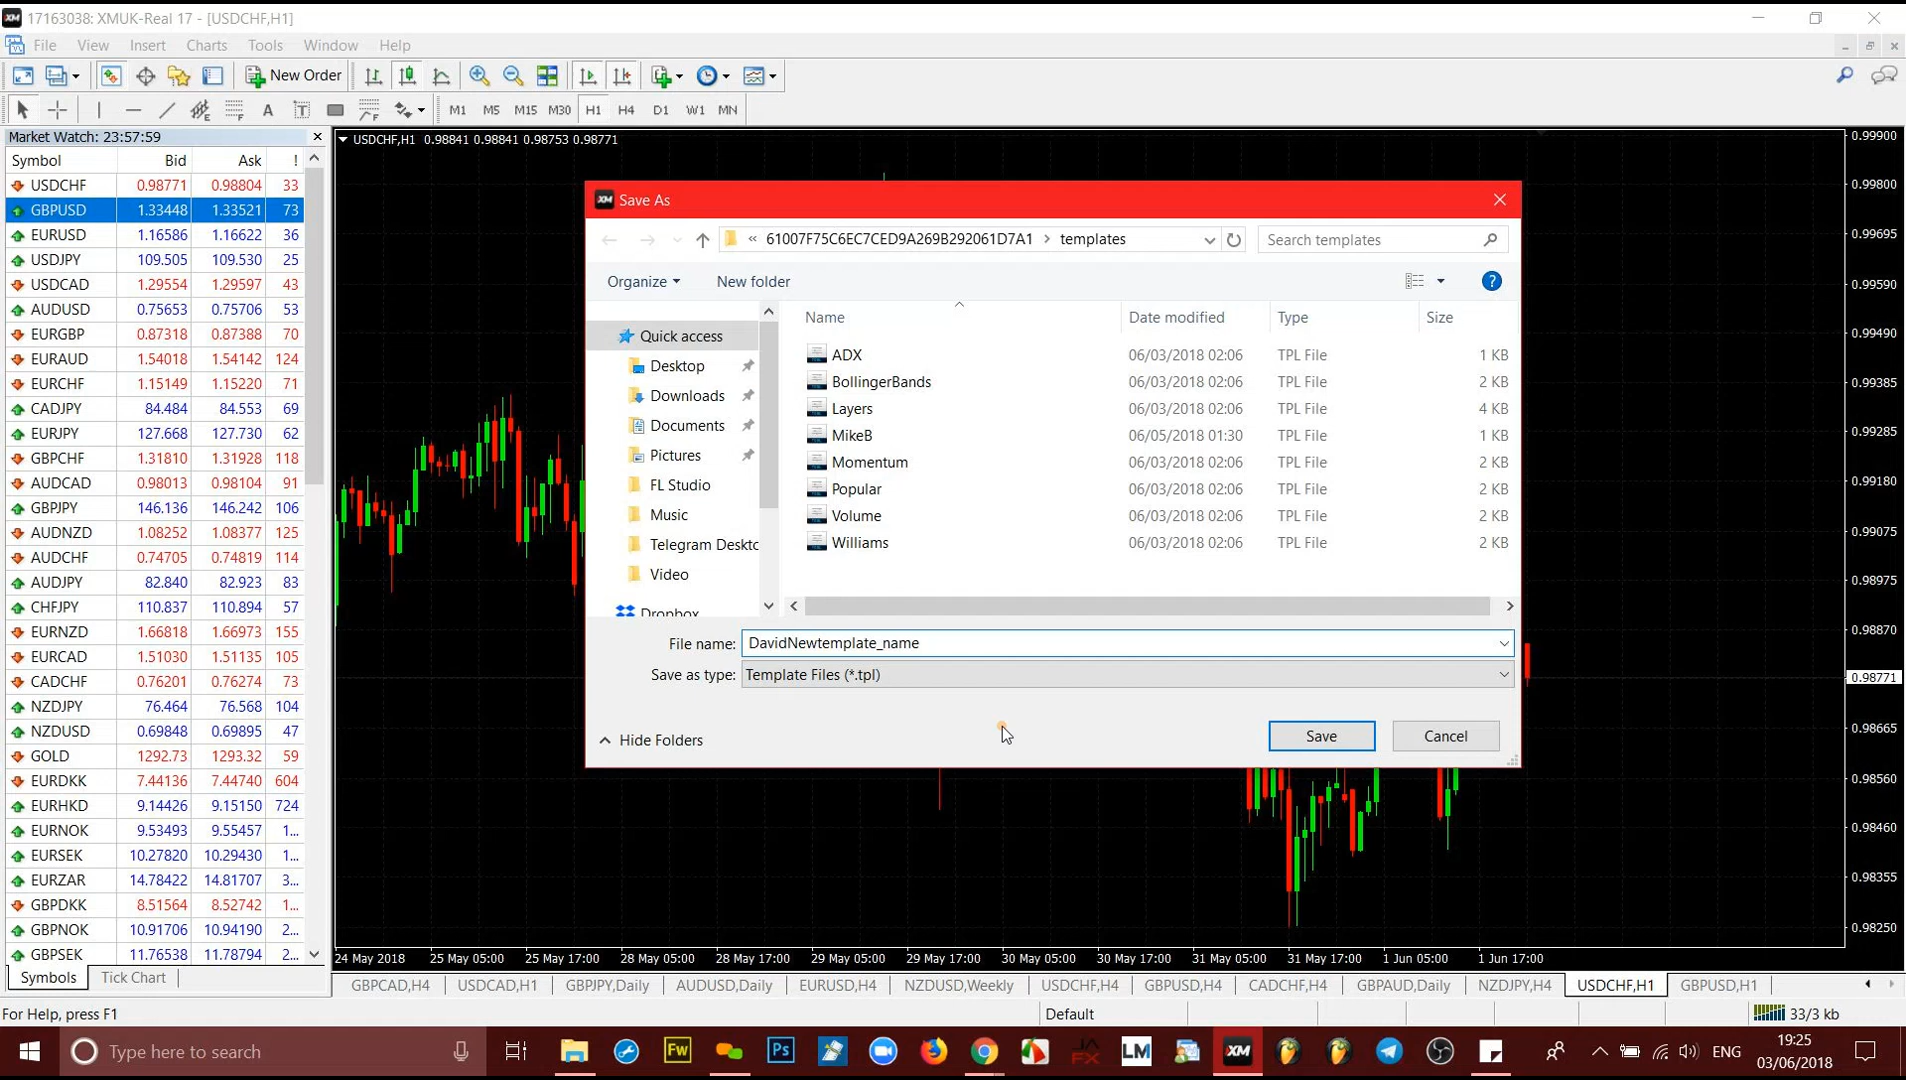 17163038: XMUK-Real 17 - [USDCHF,H1]
File View Insert Charts Tools Window Help
New Order
A T M1 M5 M15 M30 H1 H4 D1 W1 MN
Market Watch: 23:57:59
Symbol Bid Ask !
USDCHF 0.98771 0.98804 33
GBPUSD 1.33448 1.33521 73
EURUSD 1.16586 1.16622 36
USDJPY 109.505 109.530 25
USDCAD 1.29554 1.29597 43
AUDUSD 0.75653 0.75706 53
EURGBP 0.87318 0.87388 70
EURAUD 1.54018 1.54142 124
EURCHF 1.15149 1.15220 71
CADJPY 84.484 84.553 69
EURJPY 127.668 127.730 62
GBPCHF 1.31810 1.31928 118
AUDCAD 0.98013 0.98104 91
GBPJPY 146.136 146.242 106
AUDNZD 1.08252 1.08377 125
AUDCHF 0.74705 0.74819 114
AUDJPY 82.840 82.923 83
CHFJPY 110.837 110.894 57
EURNZD 1.66818 1.66973 155
EURCAD 1.51030 1.51135 105
CADCHF 0.76201 0.76274 73
NZDJPY 76.464 76.568 104
NZDUSD 0.69848 0.69895 47
GOLD 1292.73 1293.32 59
EURDKK 7.44136 7.44740 604
EURHKD 9.14426 9.15150 724
EURNOK 9.53493 9.55457 1...
EURSEK 10.27820 10.29430 1...
EURZAR 14.78422 14.81707 3...
GBPDKK 8.51564 8.52742 1...
GBPNOK 10.91706 10.94190 2...
GBPSEK 11.76538 11.78794 2...
Symbols Tick Chart
USDCHF,H1 0.98841 0.98841 0.98753 0.98771
XM Save As
« 61007F75C6EC7CED9A269B292061D7A1 › templates
Search templates
Organize New folder
Quick access
Desktop
Downloads
Documents
Pictures
FL Studio
Music
Telegram Deskto
Video
Dropbox
Name Date modified Type Size
ADX 06/03/2018 02:06 TPL File 1 KB
BollingerBands 06/03/2018 02:06 TPL File 2 KB
Layers 06/03/2018 02:06 TPL File 4 KB
MikeB 06/05/2018 01:30 TPL File 1 KB
Momentum 06/03/2018 02:06 TPL File 2 KB
Popular 06/03/2018 02:06 TPL File 2 KB
Volume 06/03/2018 02:06 TPL File 2 KB
Williams 06/03/2018 02:06 TPL File 2 KB
File name: DavidNewtemplate_name
Save as type: Template Files (*.tpl)
Hide Folders
Save Cancel
0.99900
0.99800
0.99695
0.99590
0.99490
0.99385
0.99285
0.99180
0.99075
0.98975
0.98870
0.98771
0.98665
0.98560
0.98460
0.98355
0.98250
24 May 2018 25 May 05:00 25 May 17:00 28 May 05:00 28 May 17:00 29 May 05:00 29 May 17:00 30 May 05:00 30 May 17:00 31 May 05:00 31 May 17:00 1 Jun 05:00 1 Jun 17:00
GBPCAD,H4 USDCAD,H1 GBPJPY,Daily AUDUSD,Daily EURUSD,H4 NZDUSD,Weekly USDCHF,H4 GBPUSD,H4 CADCHF,H4 GBPAUD,Daily NZDJPY,H4 USDCHF,H1 GBPUSD,H1
For Help, press F1
Default
33/3 kb
Type here to search
Fw Ps LM XM
ENG
19:25
03/06/2018